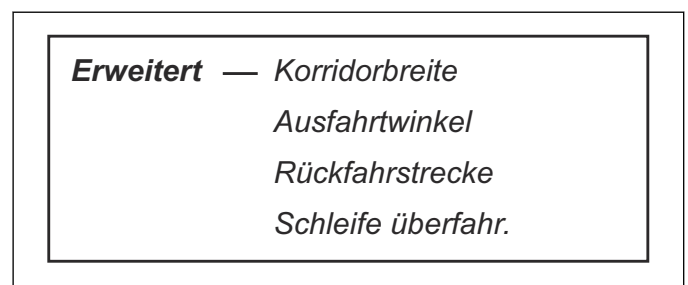 Erweitert — Korridorbreite
Ausfahrtwinkel
Rückfahrstrecke
Schleife überfahr.